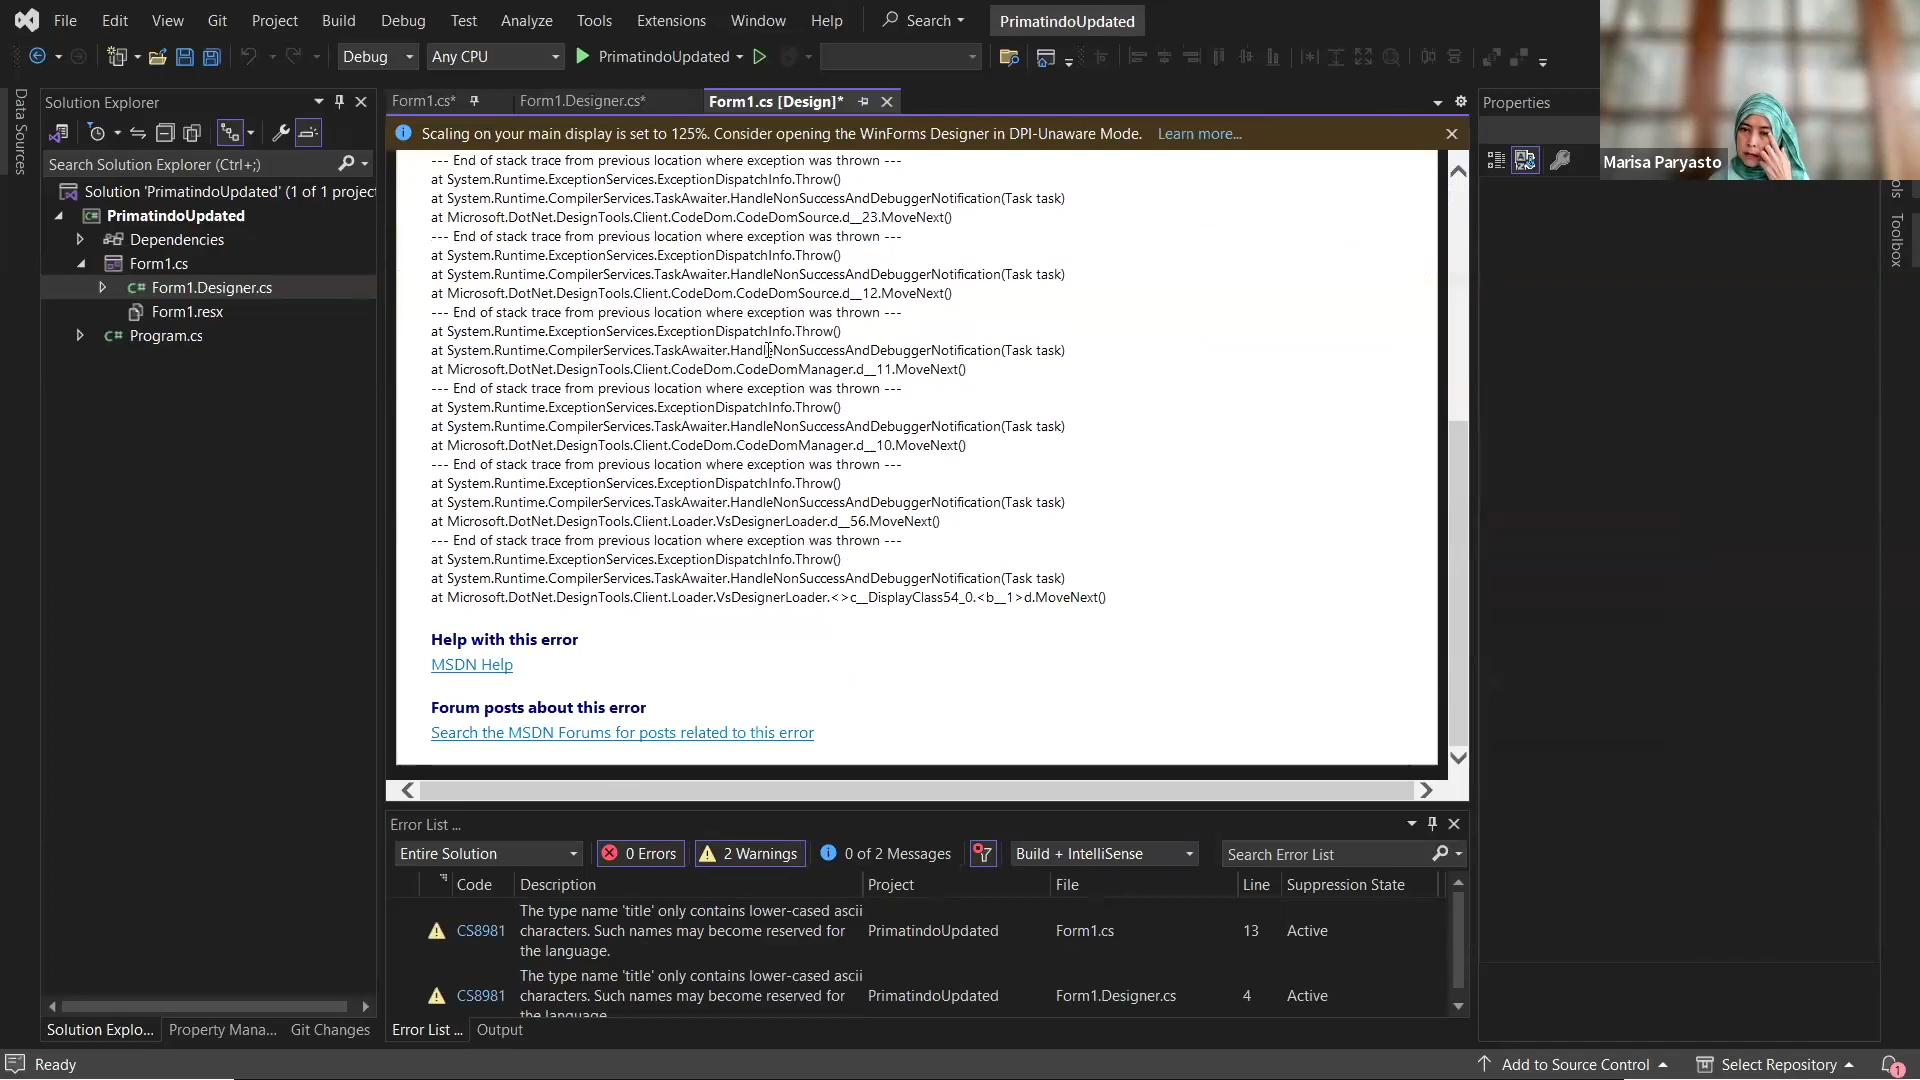 File Edit View Git Project Build Debug Test Analyze Tools Extensions Window Help Search PrimatindoUpdated
Debug Any CPU PrimatindoUpdated
Data Sources
Solution Explorer
Search Solution Explorer (Ctrl+;)
Solution 'PrimatindoUpdated' (1 of 1 project
PrimatindoUpdated
Dependencies
Form1.cs
C# Form1.Designer.cs
Form1.resx
C# Program.cs
Form1.cs* Form1.Designer.cs* Form1.cs [Design]*
Scaling on your main display is set to 125%. Consider opening the WinForms Designer in DPI-Unaware Mode. Learn more...
--- End of stack trace from previous location where exception was thrown ---
at System.Runtime.ExceptionServices.ExceptionDispatchInfo.Throw()
at System.Runtime.CompilerServices.TaskAwaiter.HandleNonSuccessAndDebuggerNotification(Task task)
at Microsoft.DotNet.DesignTools.Client.CodeDom.CodeDomSource.d__23.MoveNext()
--- End of stack trace from previous location where exception was thrown ---
at System.Runtime.ExceptionServices.ExceptionDispatchInfo.Throw()
at System.Runtime.CompilerServices.TaskAwaiter.HandleNonSuccessAndDebuggerNotification(Task task)
at Microsoft.DotNet.DesignTools.Client.CodeDom.CodeDomSource.d__12.MoveNext()
--- End of stack trace from previous location where exception was thrown ---
at System.Runtime.ExceptionServices.ExceptionDispatchInfo.Throw()
at System.Runtime.CompilerServices.TaskAwaiter.HandleNonSuccessAndDebuggerNotification(Task task)
at Microsoft.DotNet.DesignTools.Client.CodeDom.CodeDomManager.d__11.MoveNext()
--- End of stack trace from previous location where exception was thrown ---
at System.Runtime.ExceptionServices.ExceptionDispatchInfo.Throw()
at System.Runtime.CompilerServices.TaskAwaiter.HandleNonSuccessAndDebuggerNotification(Task task)
at Microsoft.DotNet.DesignTools.Client.CodeDom.CodeDomManager.d__10.MoveNext()
--- End of stack trace from previous location where exception was thrown ---
at System.Runtime.ExceptionServices.ExceptionDispatchInfo.Throw()
at System.Runtime.CompilerServices.TaskAwaiter.HandleNonSuccessAndDebuggerNotification(Task task)
at Microsoft.DotNet.DesignTools.Client.Loader.VsDesignerLoader.d__56.MoveNext()
--- End of stack trace from previous location where exception was thrown ---
at System.Runtime.ExceptionServices.ExceptionDispatchInfo.Throw()
at System.Runtime.CompilerServices.TaskAwaiter.HandleNonSuccessAndDebuggerNotification(Task task)
at Microsoft.DotNet.DesignTools.Client.Loader.VsDesignerLoader.<>c__DisplayClass54_0.<b__1>d.MoveNext()
Help with this error
MSDN Help
Forum posts about this error
Search the MSDN Forums for posts related to this error
Properties
Marisa Paryasto
ols
Toolbox
Error List ...
Entire Solution 0 Errors 2 Warnings 0 of 2 Messages Build + IntelliSense Search Error List
Code Description Project File Line Suppression State
The type name 'title' only contains lower-cased ascii
CS8981 characters. Such names may become reserved for PrimatindoUpdated Form1.cs 13 Active
the language.
The type name 'title' only contains lower-cased ascii
CS8981 characters. Such names may become reserved for PrimatindoUpdated Form1.Designer.cs 4 Active
the language.
Solution Explo... Property Mana... Git Changes Error List ... Output
Ready Add to Source Control Select Repository 1